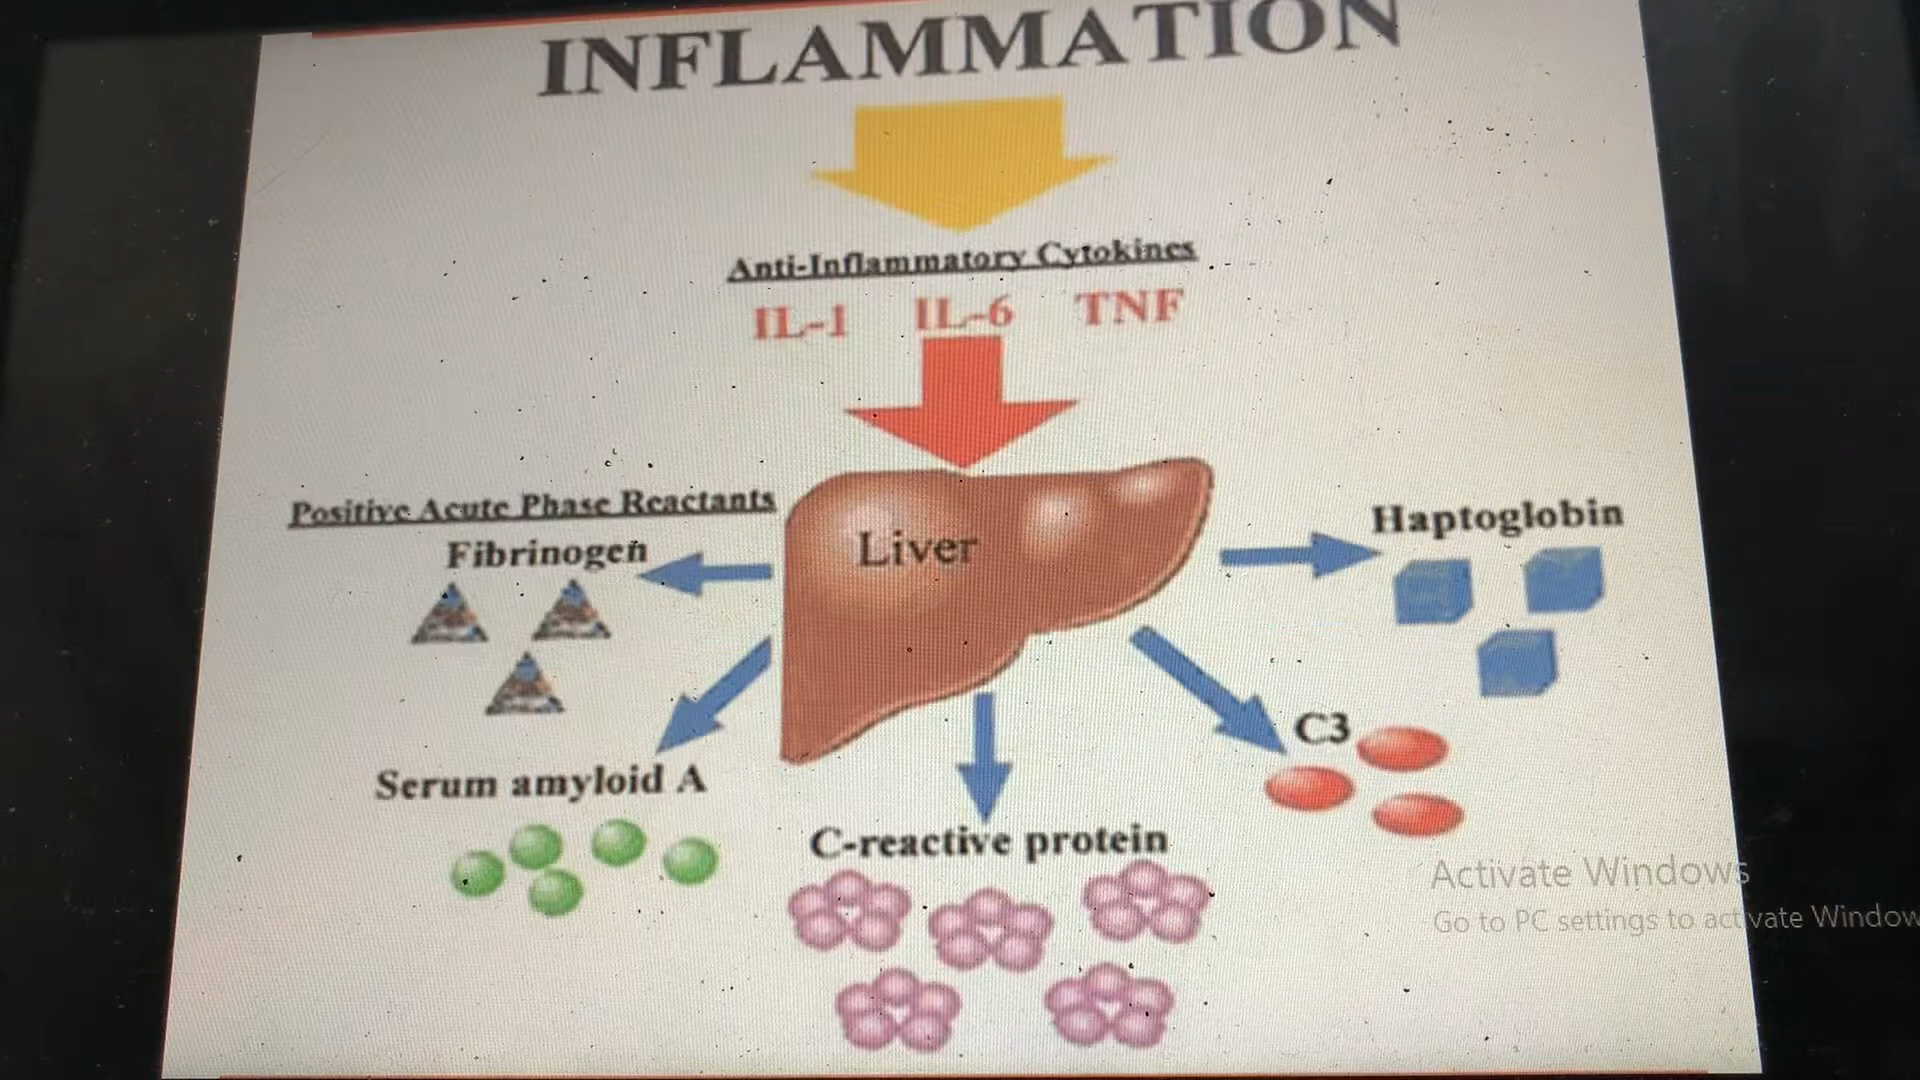 INFLAMMATION
Anti-Inflammatory Cytokines
IL-1 IL-6 TNF
Positive Acute Phase Reactants
Fibrinogen
Liver
Haptoglobin
Serum amyloid A
C3
C-reactive protein
Activate Windows
Go to PC settings to activate Window